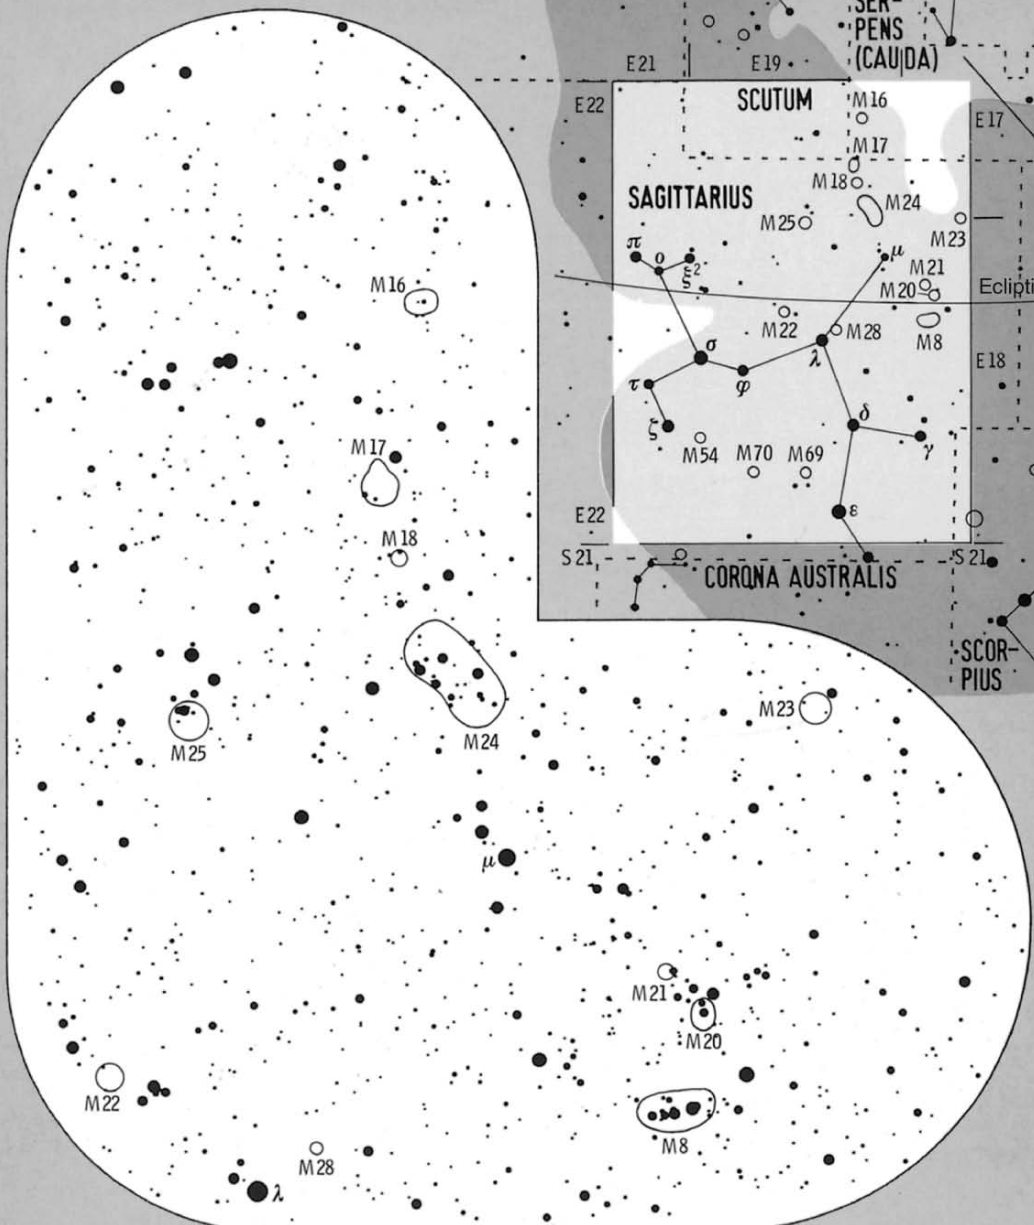 SER-
PENS
(CAUDA)
E21
E19
E22
SCUTUM
M16
E17
M17
M18
SAGITTARIUS
M24
M25
M23
π
ο
ξ²
μ
M21
M20
Eclipti
M22
M28
M8
σ
λ
E18
τ
φ
δ
ζ
M54
γ
M70
M69
ε
E22
S21
S21
CORONA AUSTRALIS
SCOR-
PIUS
M16
M17
M18
M23
M25
M24
μ
M21
M20
M22
M8
M28
λ